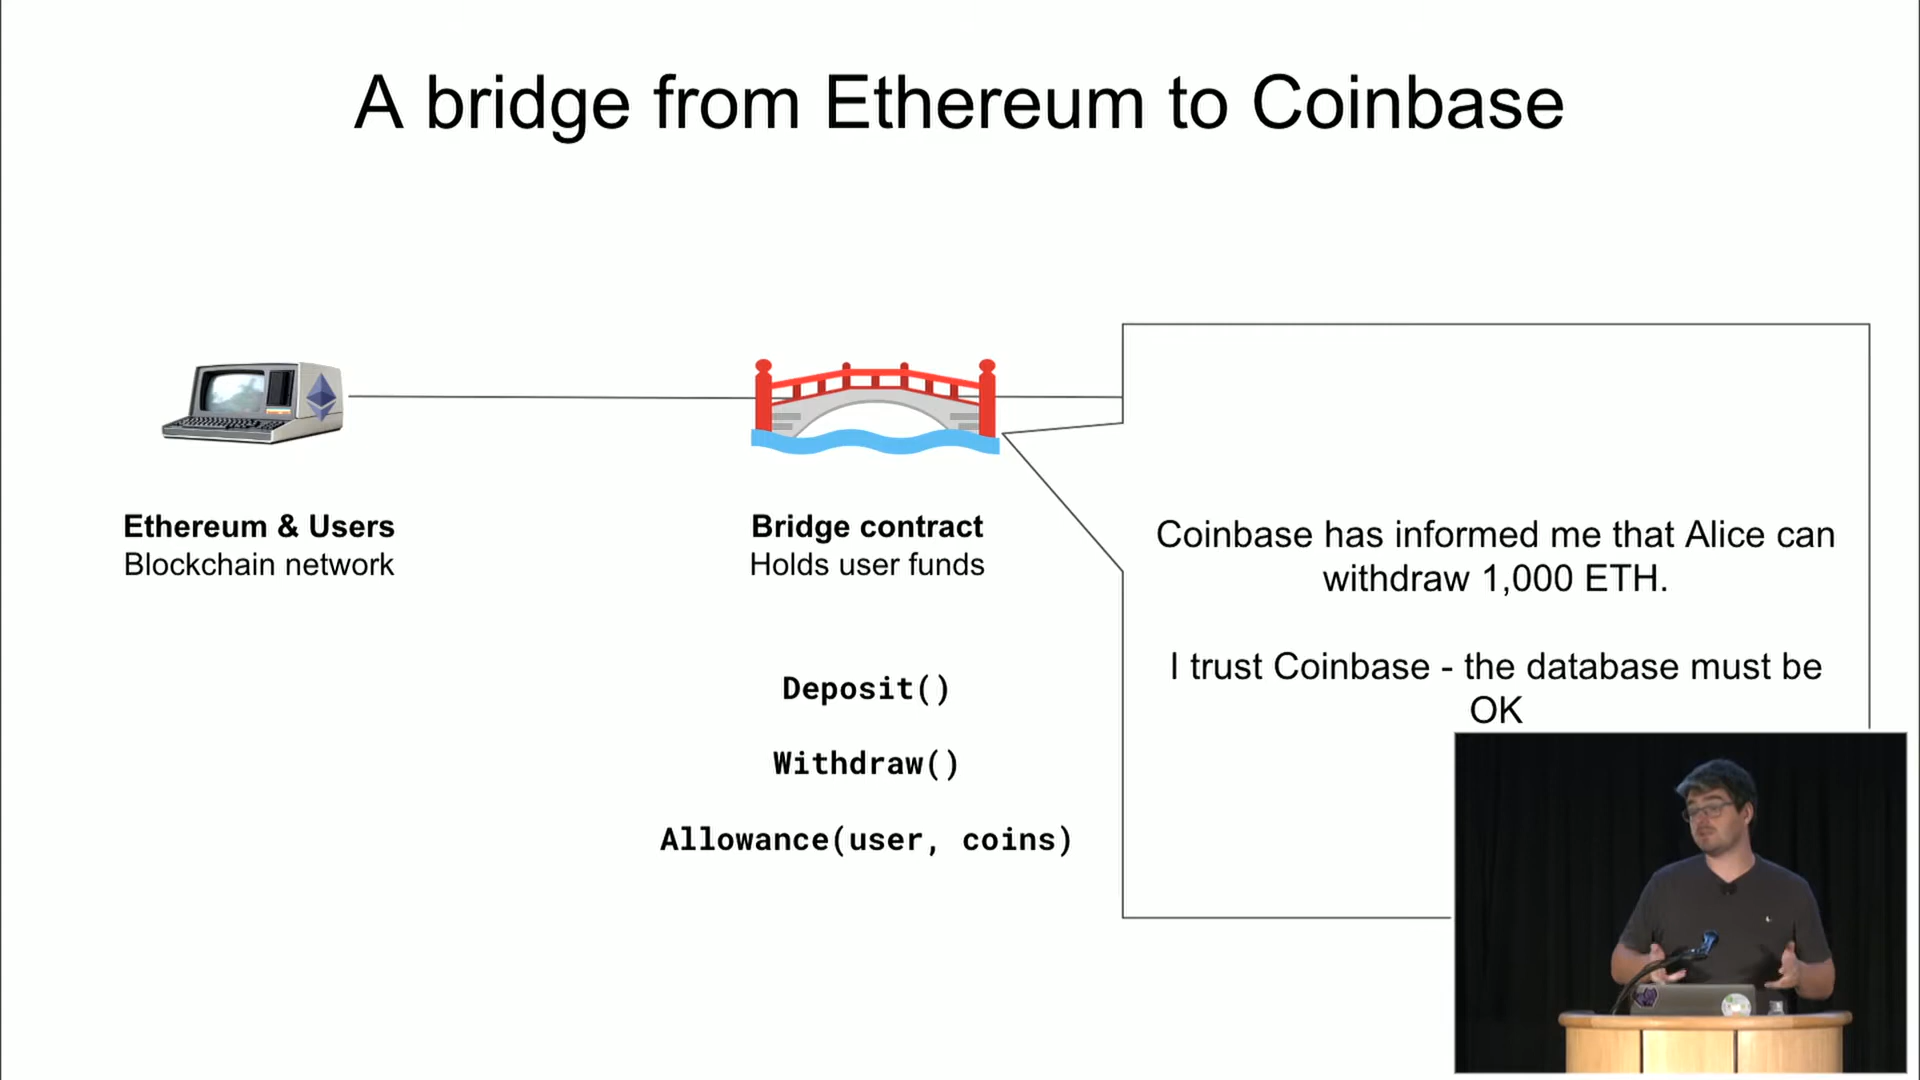 A bridge from Ethereum to Coinbase
Ethereum & Users
Blockchain network
Bridge contract
Holds user funds
Deposit()
Withdraw()
Allowance(user, coins)
Coinbase has informed me that Alice can
withdraw 1,000 ETH.
I trust Coinbase - the database must be
OK